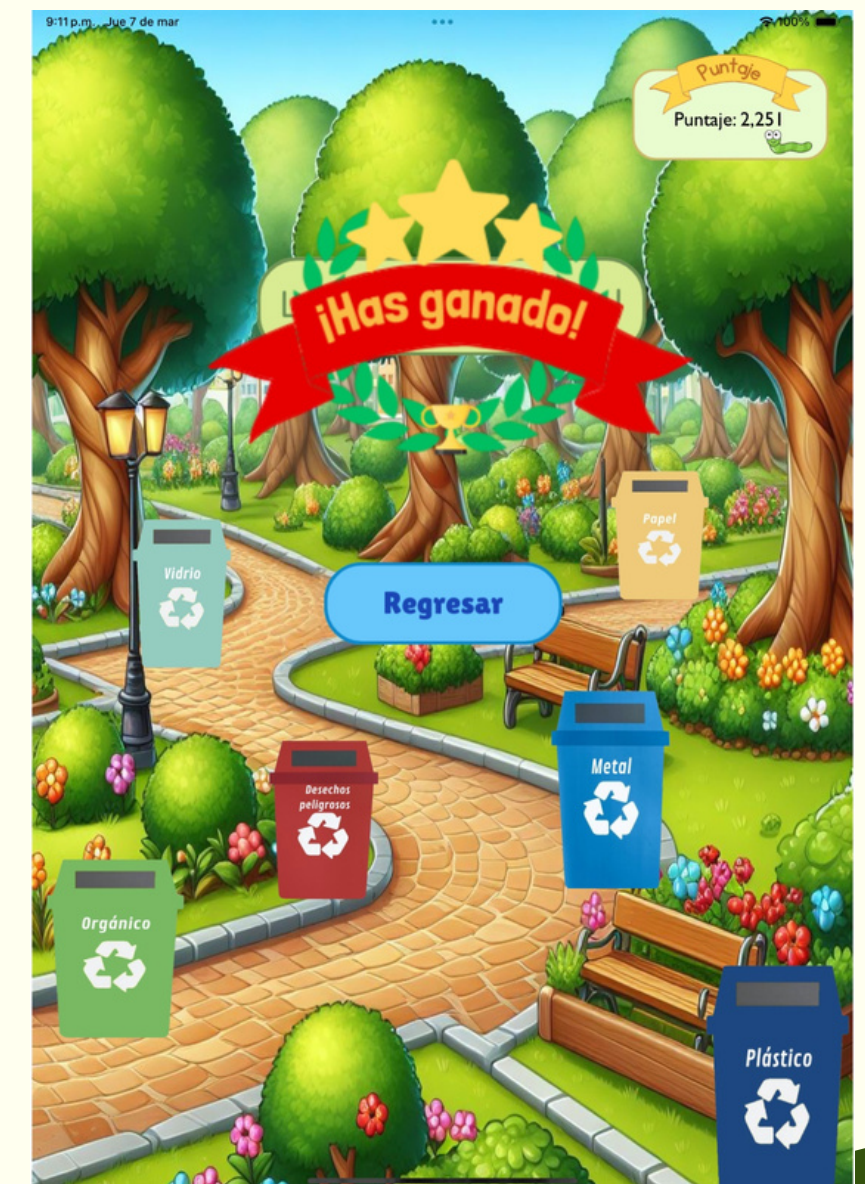 9:11 p.m. Jue 7 de mar
100%
Puntaje
Puntaje: 2,251
¡Has ganado!
Papel
Vidrio
Regresar
Metal
Desechos
peligrosos
Orgánico
Plástico